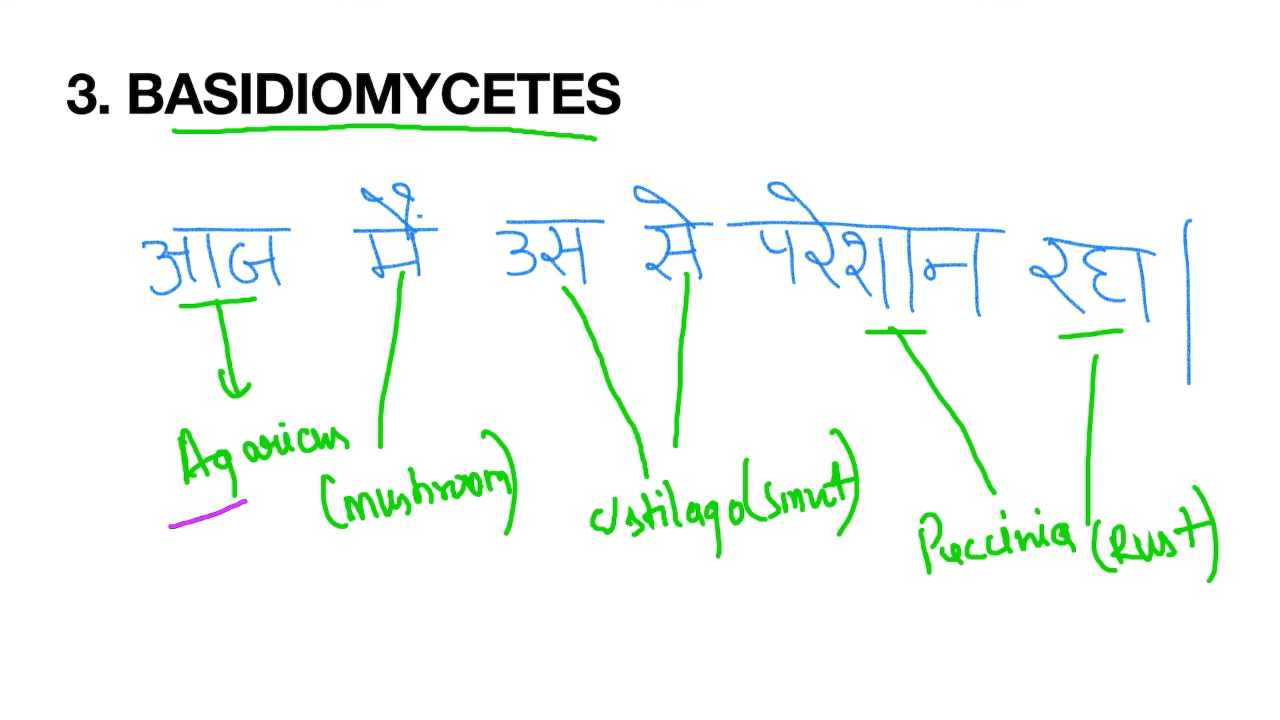 3. BASIDIOMYCETES
आज मैं उस से परेशान रहा।
Agaricus (mushroom) Ustilago (Smut) Puccinia (Rust)